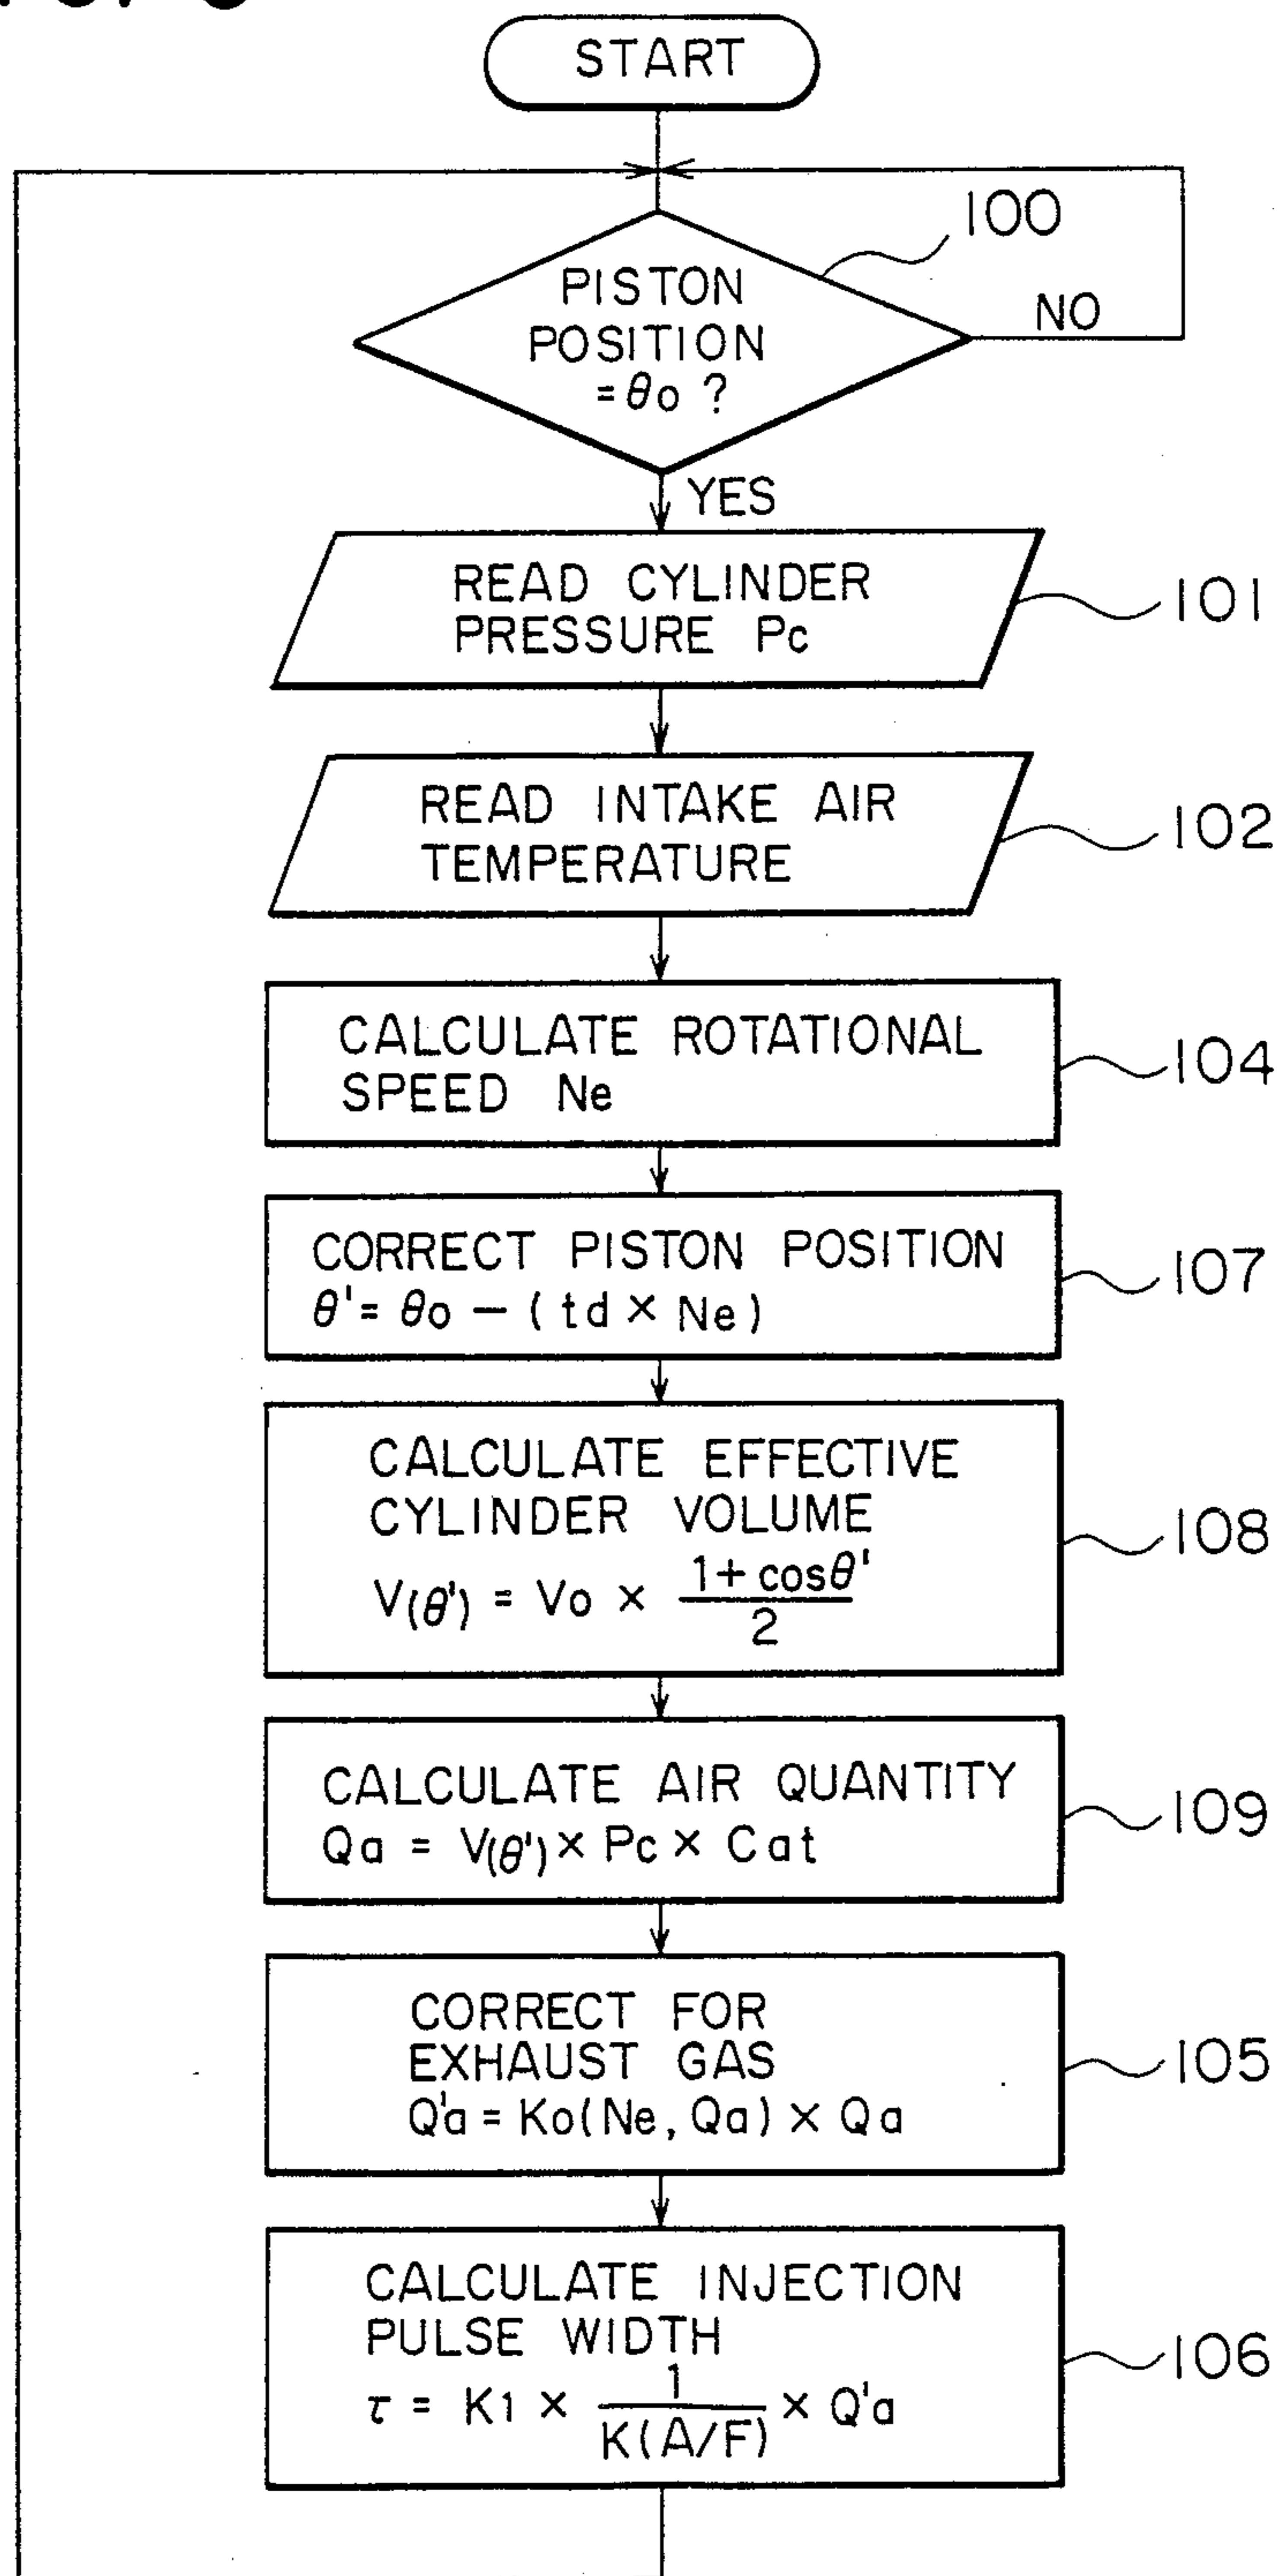 START
100
PISTON
POSITION
= θo ?
NO
YES
READ CYLINDER
PRESSURE Pc
101
READ INTAKE AIR
TEMPERATURE
102
CALCULATE ROTATIONAL
SPEED Ne
104
CORRECT PISTON POSITION
θ' = θo − ( td × Ne )
107
CALCULATE EFFECTIVE
CYLINDER VOLUME
V(θ') = Vo × (1 + cosθ')/2
108
CALCULATE AIR QUANTITY
Qa = V(θ') × Pc × Cat
109
CORRECT FOR
EXHAUST GAS
Q'a = Ko(Ne, Qa) × Qa
105
CALCULATE INJECTION
PULSE WIDTH
τ = K1 × 1/K(A/F) × Q'a
106